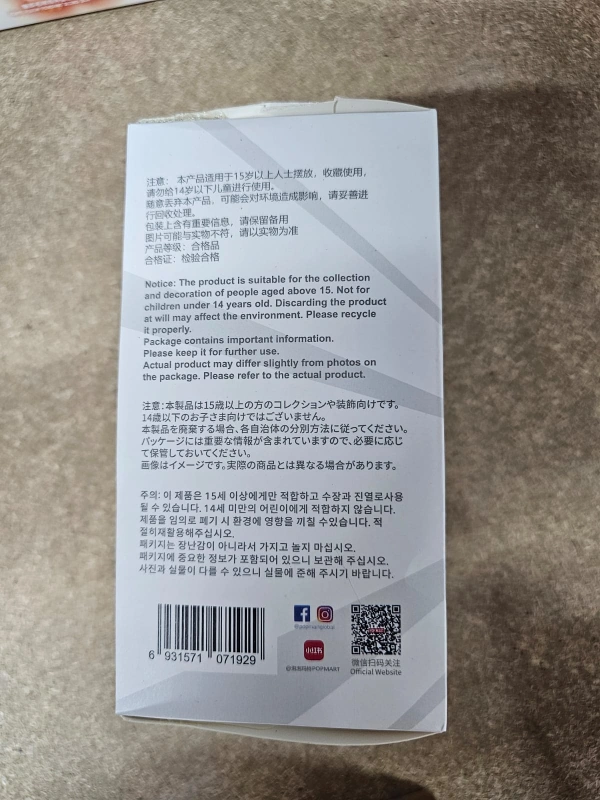 注意： 本产品适用于15岁以上人士摆放，收藏使用，
请勿给14岁以下儿童进行使用。
随意丢弃本产品，可能会对环境造成影响，请妥善进
行回收处理。
包装上含有重要信息，请保留备用
图片可能与实物不符，请以实物为准
产品等级：合格品
合格证：检验合格
Notice: The product is suitable for the collection
and decoration of people aged above 15. Not for
children under 14 years old. Discarding the product
at will may affect the environment. Please recycle
it properly.
Package contains important information.
Please keep it for further use.
Actual product may differ slightly from photos on
the package. Please refer to the actual product.
注意：本製品は15歳以上の方のコレクションや装飾向けです。
14歳以下のお子さま向けではございません。
本製品を廃棄する場合、各自治体の分別方法に従ってください。
パッケージには重要な情報が含まれていますので、必要に応じ
て保管しておいてください。
画像はイメージです。実際の商品とは異なる場合があります。
주의: 이 제품은 15세 이상에게만 적합하고 수장과 진열로사용
될 수 있습니다. 14세 미만의 어린이에게 적합하지 않습니다.
제품을 임의로 폐기 시 환경에 영향을 끼칠 수있습니다. 적
절히재활용해주십시오.
패키지는 장난감이 아니라서 가지고 놀지 마십시오.
패키지에 중요한 정보가 포함되어 있으니 보관해 주십시오.
사진과 실물이 다를 수 있으니 실물에 준해 주시기 바랍니다.
6 931571 071929
小红书
@泡泡玛特POPMART
微信扫码关注
Official Website